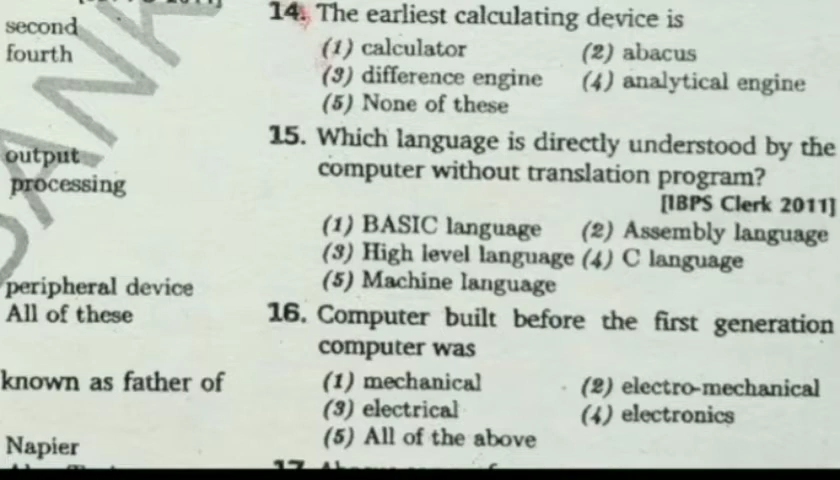 second
fourth
output
processing
peripheral device
All of these
known as father of
Napier
BANK
14. The earliest calculating device is
(1) calculator (2) abacus
(3) difference engine (4) analytical engine
(5) None of these
15. Which language is directly understood by the
computer without translation program?
[IBPS Clerk 2011]
(1) BASIC language (2) Assembly language
(3) High level language (4) C language
(5) Machine language
16. Computer built before the first generation
computer was
(1) mechanical (2) electro-mechanical
(3) electrical (4) electronics
(5) All of the above
17.